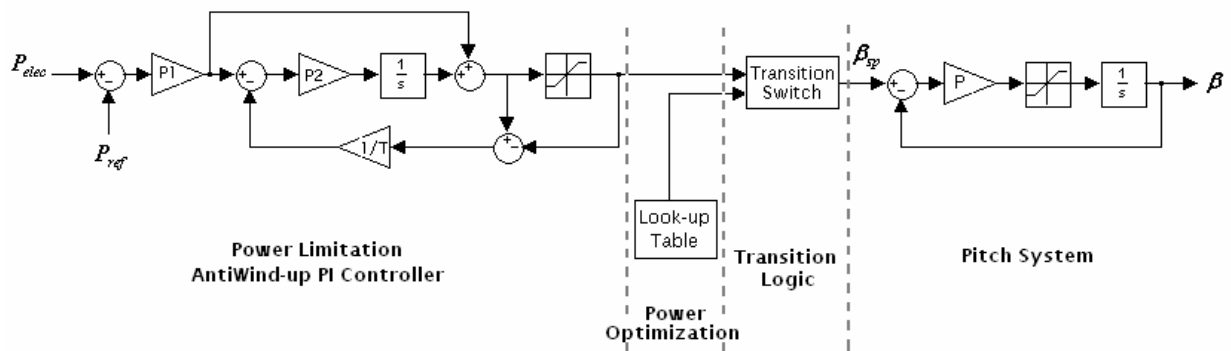 P_elec
+
−
P_ref
P1
+
−
P2
1/s
+
+
+
−
1/T
Look-up
Table
Transition
Switch
β_sp
+
−
P
1/s
β
Power Limitation
AntiWind-up PI Controller
Power
Optimization
Transition
Logic
Pitch System